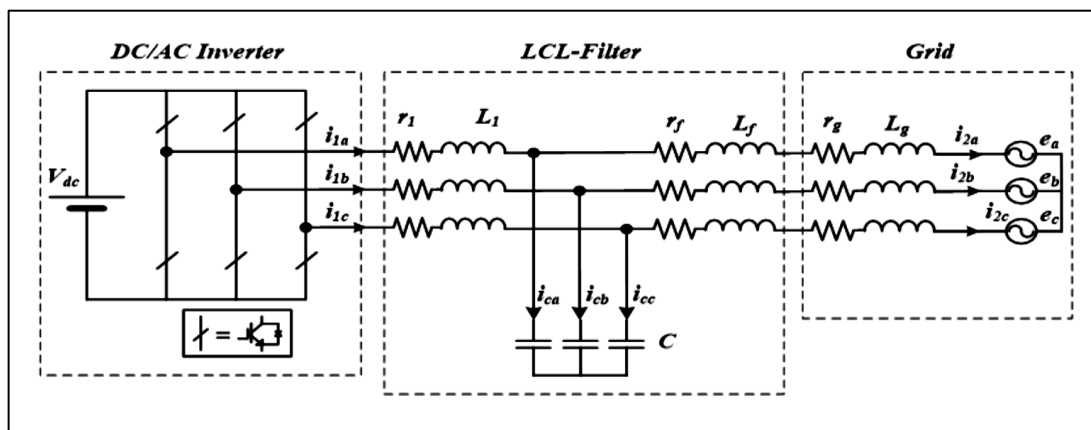 DC/AC Inverter LCL-Filter Grid
r1 L1 rf Lf rg Lg
i1a i2a ea
Vdc i1b i2b eb
i1c i2c ec
ica icb icc
= C